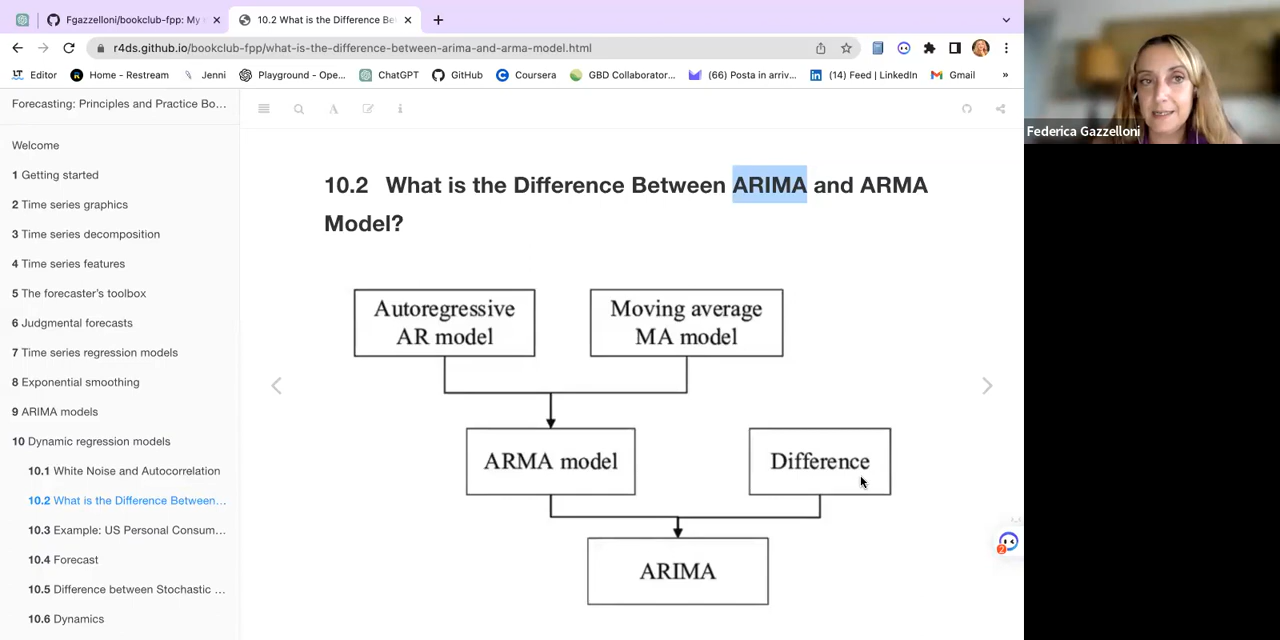 Fgazzelloni/bookclub-fpp: My
10.2 What is the Difference Be
r4ds.github.io/bookclub-fpp/what-is-the-difference-between-arima-and-arma-model.html
LT Editor
Home - Restream
Jenni
Playground - Ope...
ChatGPT
GitHub
Coursera
GBD Collaborator...
(66) Posta in arriv...
(14) Feed | LinkedIn
Gmail
»
Forecasting: Principles and Practice Bo...
Welcome
1 Getting started
2 Time series graphics
3 Time series decomposition
4 Time series features
5 The forecaster's toolbox
6 Judgmental forecasts
7 Time series regression models
8 Exponential smoothing
9 ARIMA models
10 Dynamic regression models
10.1 White Noise and Autocorrelation
10.2 What is the Difference Between...
10.3 Example: US Personal Consum...
10.4 Forecast
10.5 Difference between Stochastic ...
10.6 Dynamics
10.2 What is the Difference Between ARIMA and ARMA
Model?
Autoregressive
AR model
Moving average
MA model
ARMA model
Difference
ARIMA
2
Federica Gazzelloni